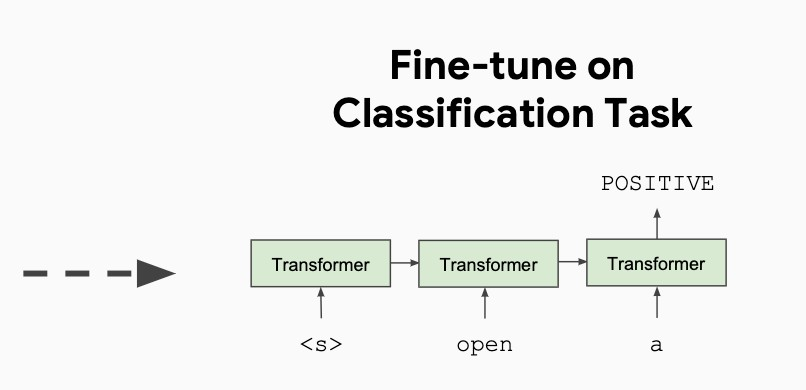 Fine-tune on
Classification Task
POSITIVE
Transformer Transformer Transformer
<s> open a